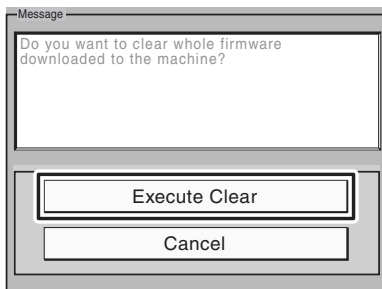 Message
Do you want to clear whole firmware
downloaded to the machine?
Execute Clear
Cancel